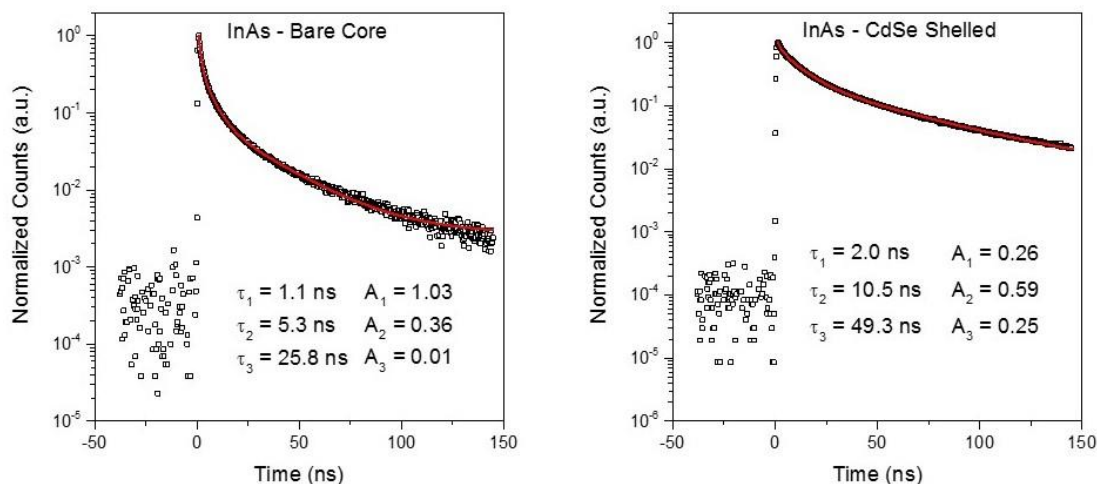 InAs - Bare Core
Normalized Counts (a.u.)
10⁰
10⁻¹
10⁻²
10⁻³
10⁻⁴
10⁻⁵
τ₁ = 1.1 ns A₁ = 1.03
τ₂ = 5.3 ns A₂ = 0.36
τ₃ = 25.8 ns A₃ = 0.01
-50 0 50 100 150
Time (ns)
InAs - CdSe Shelled
Normalized Counts (a.u.)
10⁰
10⁻¹
10⁻²
10⁻³
10⁻⁴
10⁻⁵
10⁻⁶
τ₁ = 2.0 ns A₁ = 0.26
τ₂ = 10.5 ns A₂ = 0.59
τ₃ = 49.3 ns A₃ = 0.25
-50 0 50 100 150
Time (ns)